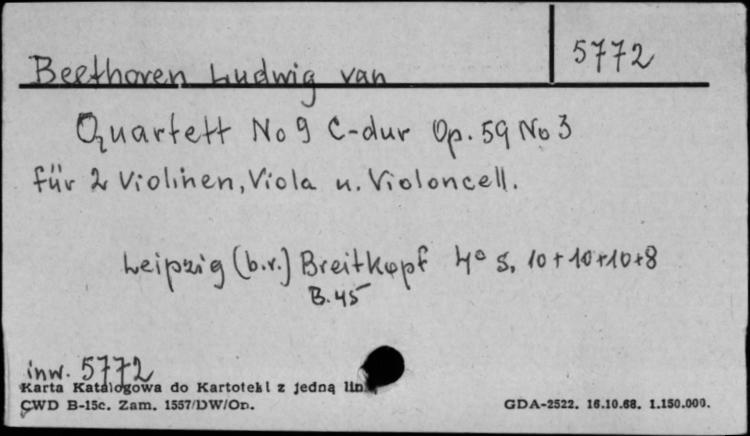 5772
Beethoven Ludwig van
Quartett No 9 C-dur Op. 59 No 3
für 2 Violinen, Viola u. Violoncell.
Leipzig (b.r.) Breitkopf 4° s. 10+10+10+8
B. 45
inw. 5772
Karta Katalogowa do Kartoteki z jedną
CWD B-15c. Zam. 1557/DW/Op.
GDA-2522. 16.10.68. 1.150.000.